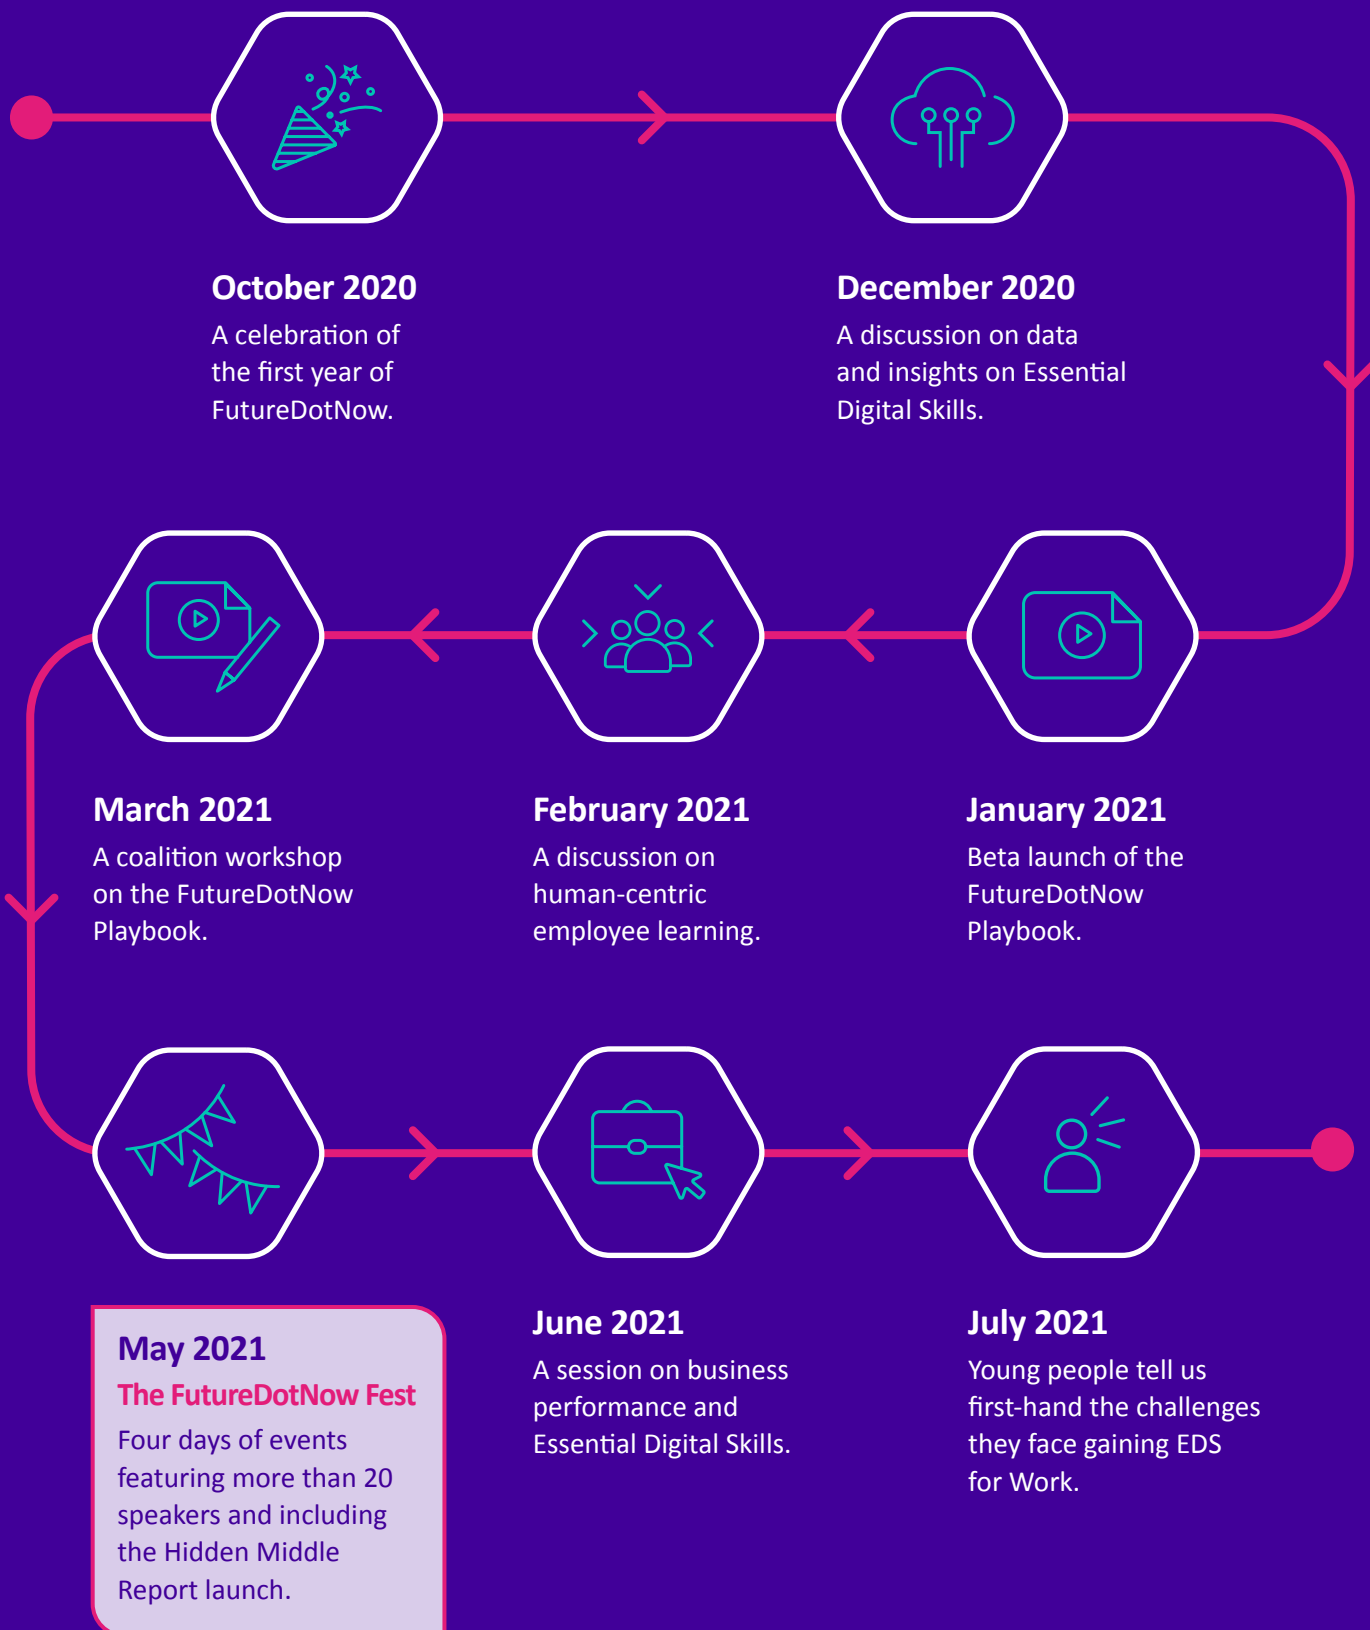 October 2020
A celebration of
the first year of
FutureDotNow.
December 2020
A discussion on data
and insights on Essential
Digital Skills.
January 2021
Beta launch of the
FutureDotNow
Playbook.
February 2021
A discussion on
human-centric
employee learning.
March 2021
A coalition workshop
on the FutureDotNow
Playbook.
May 2021
The FutureDotNow Fest
Four days of events
featuring more than 20
speakers and including
the Hidden Middle
Report launch.
June 2021
A session on business
performance and
Essential Digital Skills.
July 2021
Young people tell us
first-hand the challenges
they face gaining EDS
for Work.